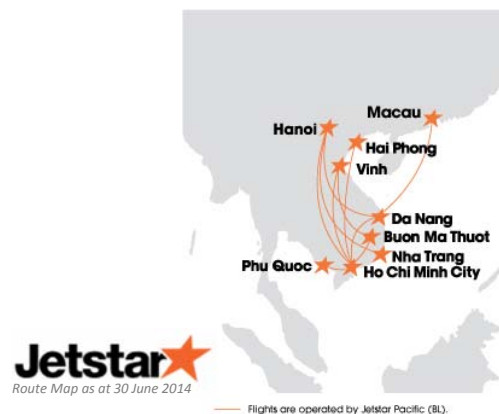 Macau
Hanoi
Hai Phong
Vinh
Da Nang
Buon Ma Thuot
Nha Trang
Phu Quoc
Ho Chi Minh City
Jetstar
Route Map as at 30 June 2014
Flights are operated by Jetstar Pacific (BL).